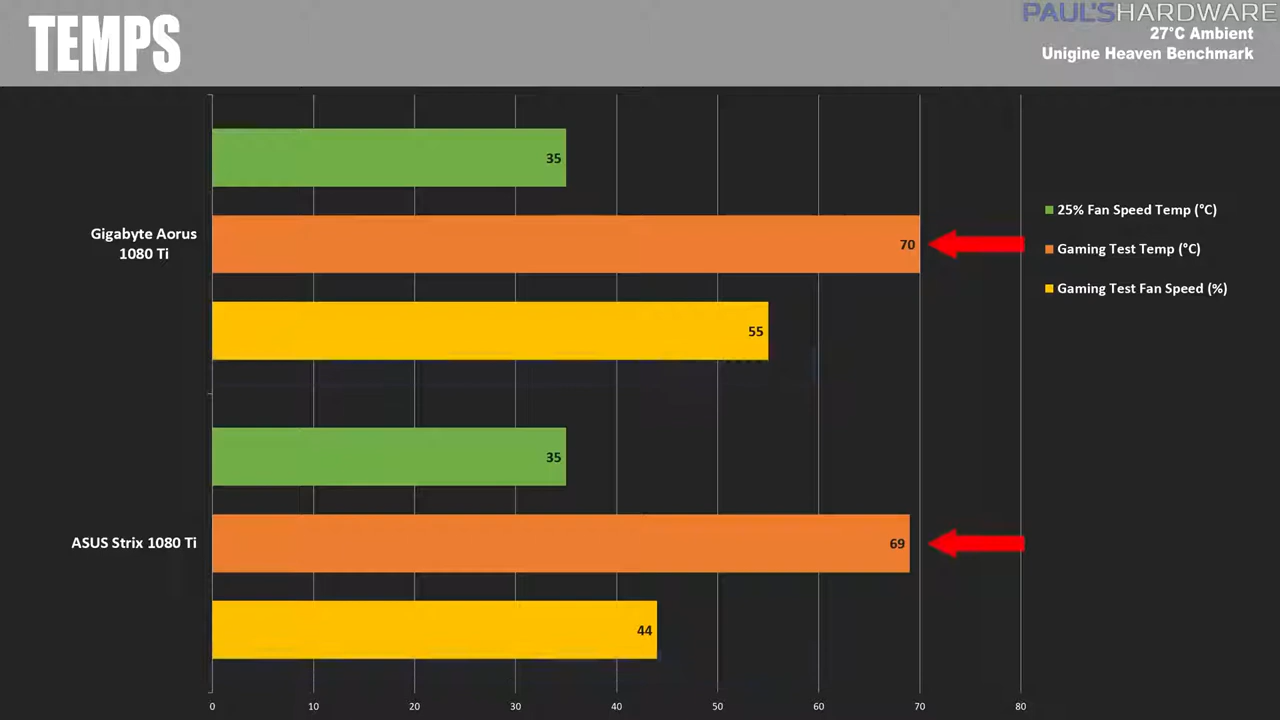 TEMPS
PAUL'SHARDWARE
27°C Ambient
Unigine Heaven Benchmark
35
Gigabyte Aorus
1080 Ti
70
55
35
ASUS Strix 1080 Ti
69
44
25% Fan Speed Temp (°C)
Gaming Test Temp (°C)
Gaming Test Fan Speed (%)
0 10 20 30 40 50 60 70 80